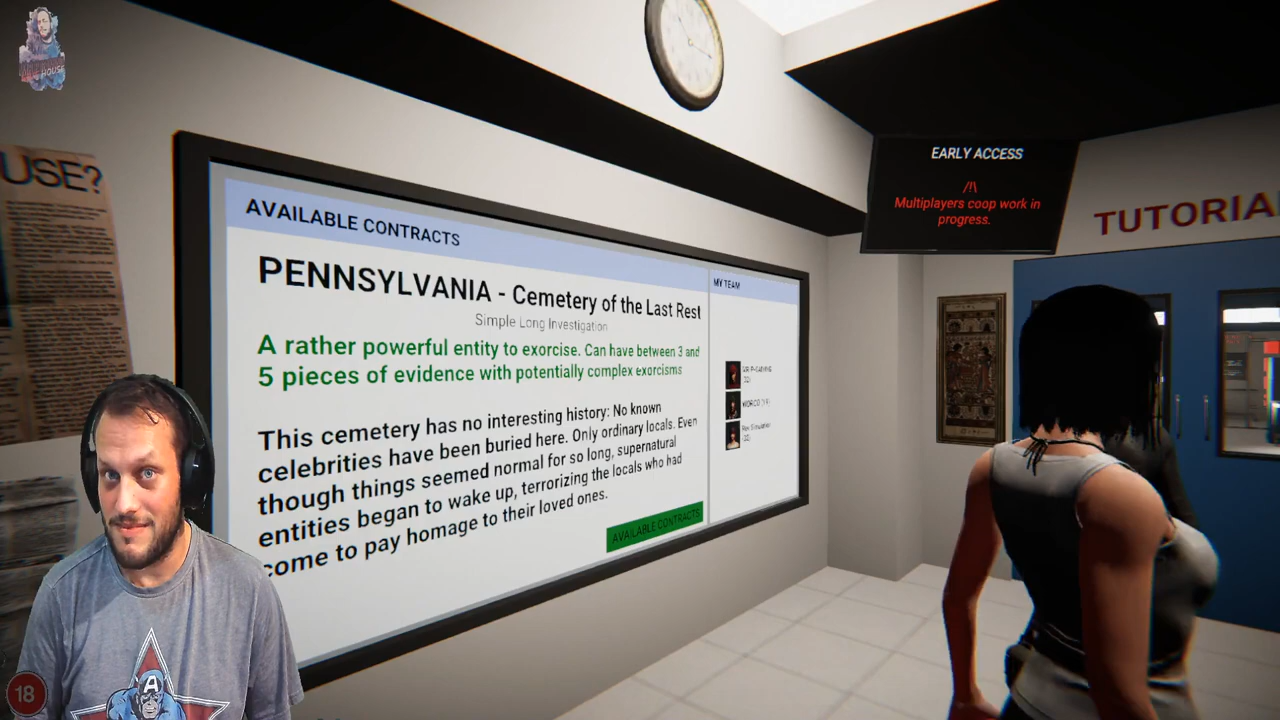 USE?
AVAILABLE CONTRACTS
PENNSYLVANIA - Cemetery of the Last Rest
Simple Long Investigation
A rather powerful entity to exorcise. Can have between 3 and
5 pieces of evidence with potentially complex exorcisms
This cemetery has no interesting history: No known
celebrities have been buried here. Only ordinary locals. Even
though things seemed normal for so long, supernatural
entities began to wake up, terrorizing the locals who had
come to pay homage to their loved ones.
AVAILABLE CONTRACTS
MY TEAM
EARLY ACCESS
/!\
Multiplayers coop work in
progress.
TUTORIA
A
18